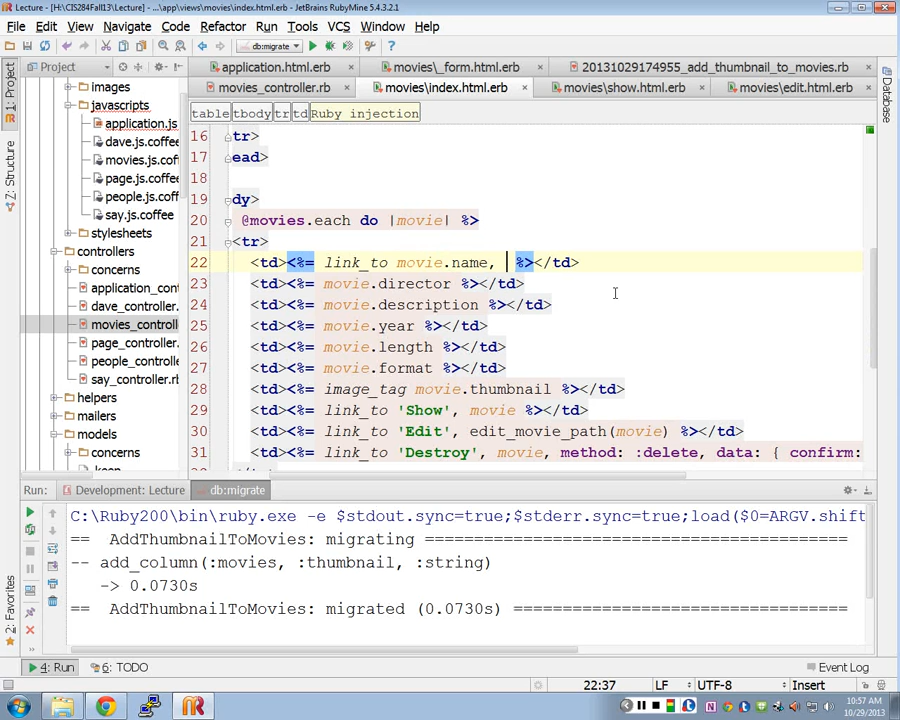 Lecture - [H:\CIS284Fall13\Lecture] - ...\app\views\movies\index.html.erb - JetBrains RubyMine 5.4.3.2.1
File Edit View Navigate Code Refactor Run Tools VCS Window Help
db:migrate
Project
application.html.erb movies\_form.html.erb 20131029174955_add_thumbnail_to_movies.rb
movies_controller.rb movies\index.html.erb movies\show.html.erb movies\edit.html.erb
1: Project
Z: Structure
2: Favorites
Database
images
javascripts
application.js
dave.js.coffee
movies.js.coffee
page.js.coffee
people.js.coffee
say.js.coffee
stylesheets
controllers
concerns
application_cont
dave_controller.
movies_controll
page_controlle
people_controlle
say_controller.rb
helpers
mailers
models
concerns
.keep
table tbody tr td Ruby injection
16 tr>
17 ead>
18
19 dy>
20 @movies.each do |movie| %>
21 <tr>
22 <td><%= link_to movie.name, %></td>
23 <td><%= movie.director %></td>
24 <td><%= movie.description %></td>
25 <td><%= movie.year %></td>
26 <td><%= movie.length %></td>
27 <td><%= movie.format %></td>
28 <td><%= image_tag movie.thumbnail %></td>
29 <td><%= link_to 'Show', movie %></td>
30 <td><%= link_to 'Edit', edit_movie_path(movie) %></td>
31 <td><%= link_to 'Destroy', movie, method: :delete, data: { confirm:
Run: Development: Lecture db:migrate
C:\Ruby200\bin\ruby.exe -e $stdout.sync=true;$stderr.sync=true;load($0=ARGV.shift
== AddThumbnailToMovies: migrating =============================================
-- add_column(:movies, :thumbnail, :string)
-> 0.0730s
== AddThumbnailToMovies: migrated (0.0730s) =====================================
4: Run 6: TODO Event Log
22:37 LF UTF-8 Insert
10:57 AM
10/29/2013